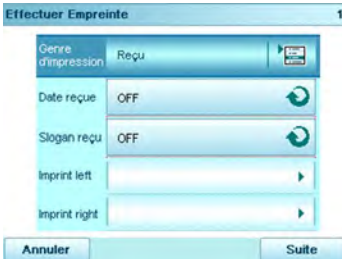 Effectuer Empreinte 1
Genre
d'impression Reçu
Date reçue OFF
Slogan reçu OFF
Imprint left
Imprint right
Annuler Suite